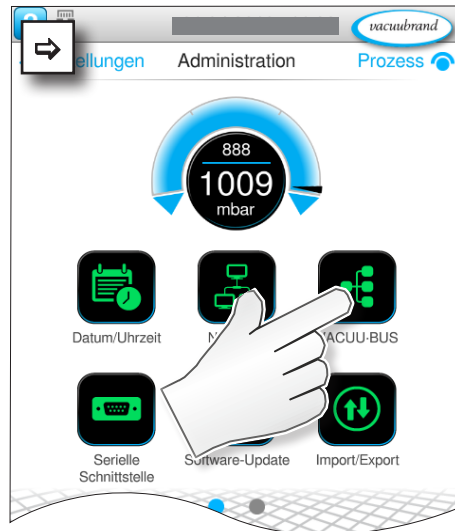 vacuubrand
ellungen Administration Prozess
888
1009
mbar
Datum/Uhrzeit N ACUU·BUS
Serielle Software-Update Import/Export
Schnittstelle